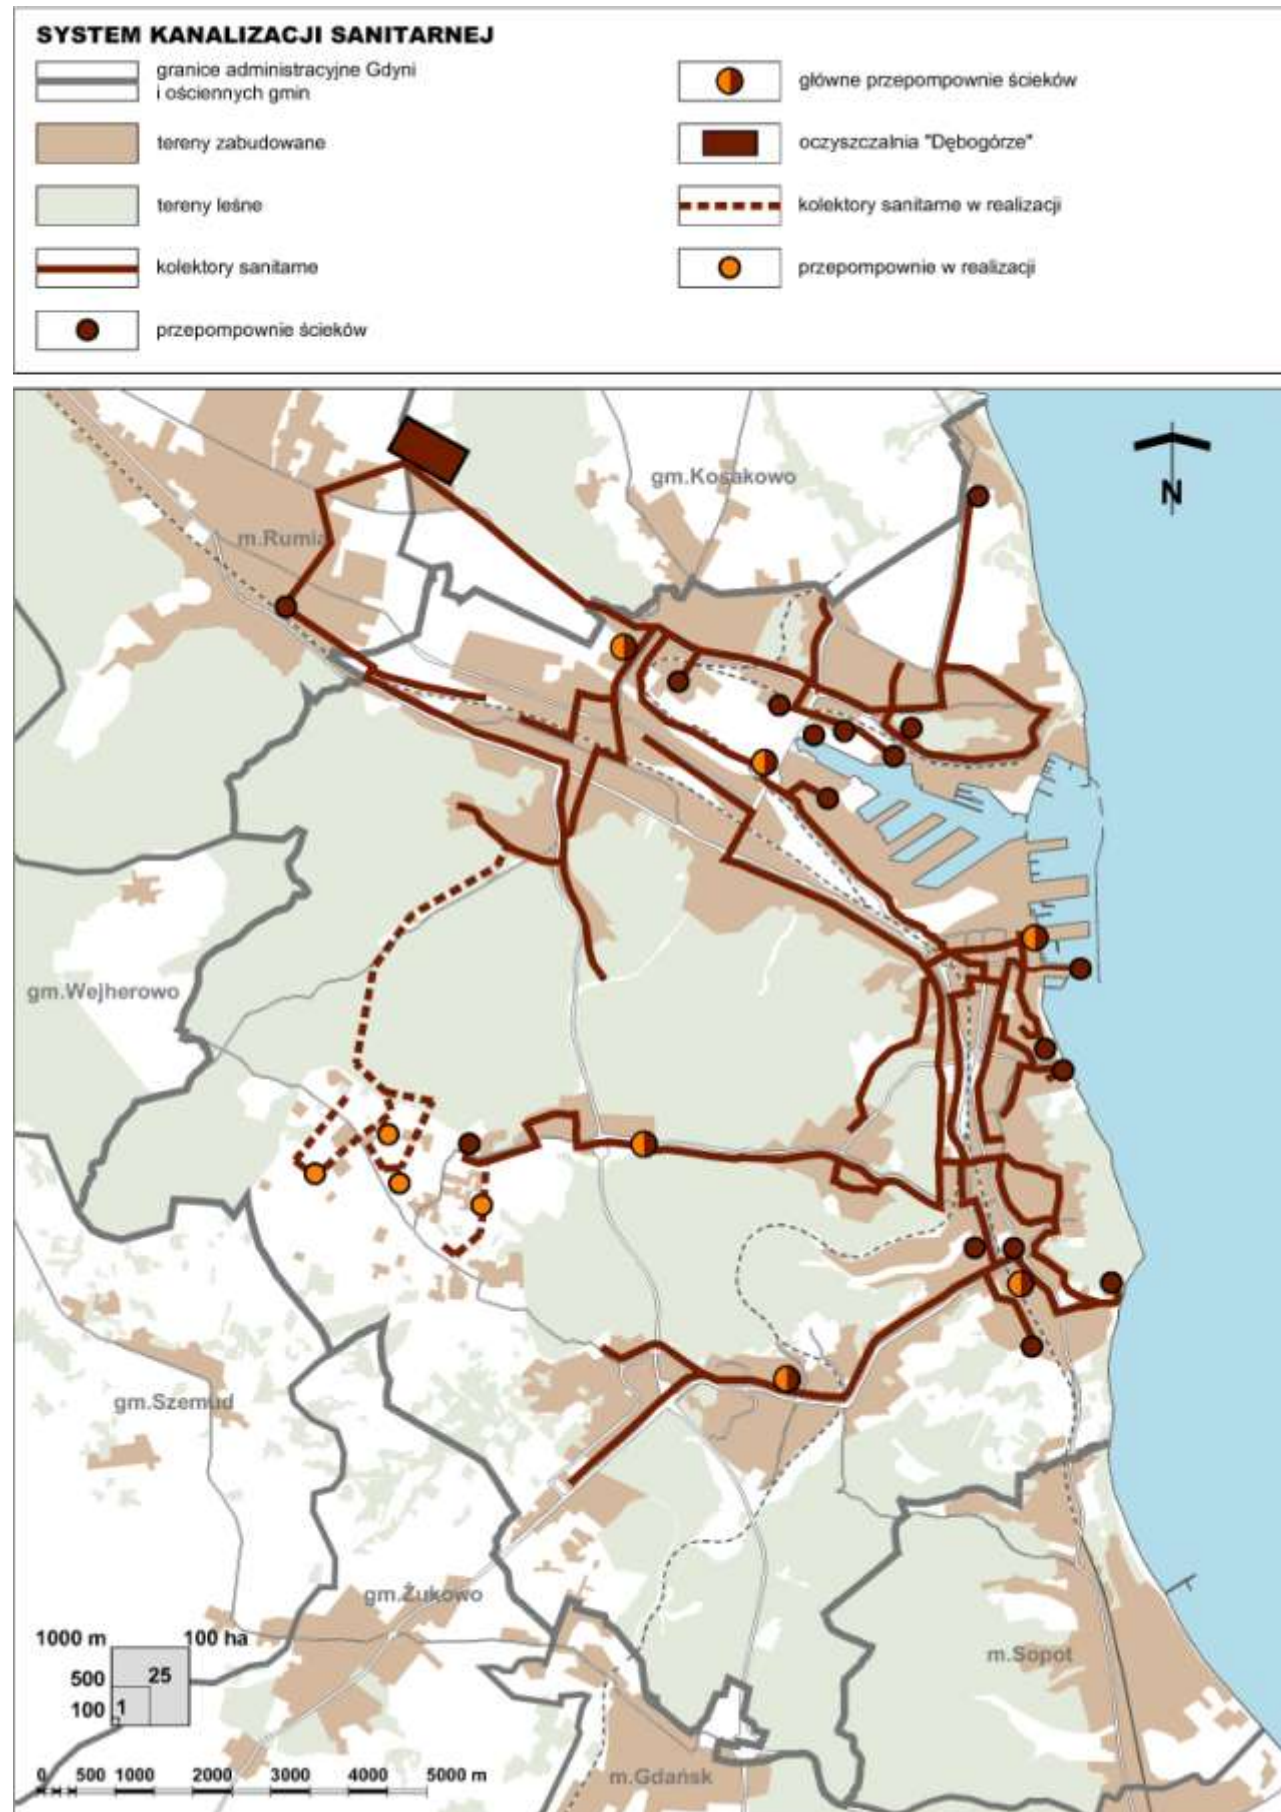 SYSTEM KANALIZACJI SANITARNEJ
granice administracyjne Gdyni
i ościennych gmin
tereny zabudowane
tereny leśne
kolektory sanitarne
przepompownie ścieków
główne przepompownie ścieków
oczyszczalnia "Dębogórze"
kolektory sanitarne w realizacji
przepompownie w realizacji
gm.Kosakowo
N
m.Rumia
gm.Wejherowo
gm.Szemud
gm.Żukowo
m.Sopot
m.Gdańsk
1000 m 100 ha
500 25
100 1
0 500 1000 2000 3000 4000 5000 m